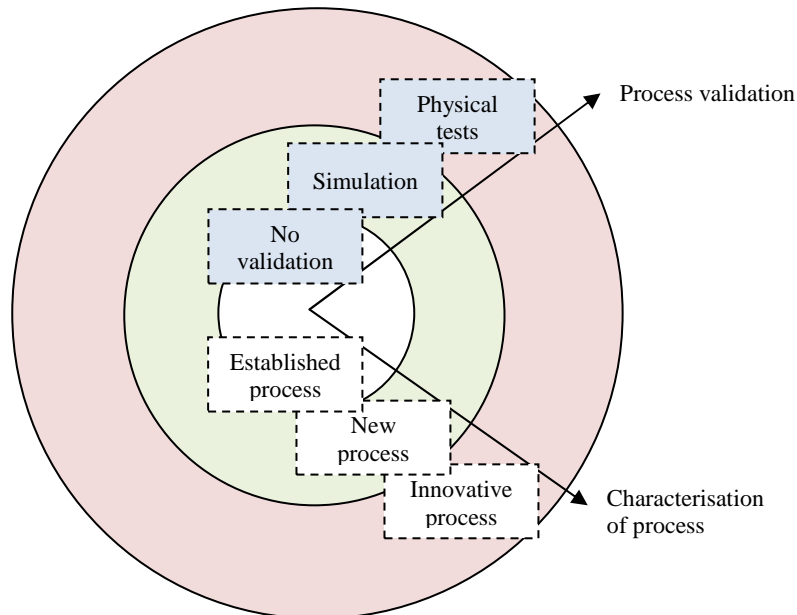 Physical
tests
Process validation
Simulation
No
validation
Established
process
New
process
Innovative
process
Characterisation
of process